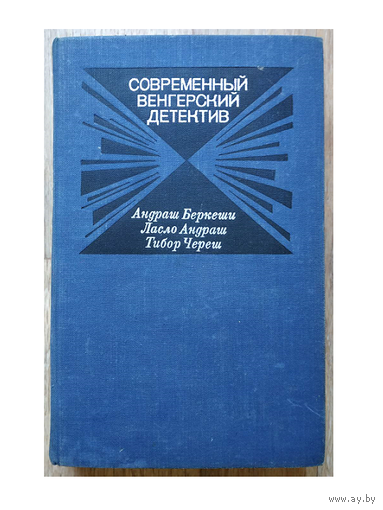 СОВРЕМЕННЫЙ
ВЕНГЕРСКИЙ
ДЕТЕКТИВ
Андраш Беркеши
Ласло Андраш
Тибор Череш
www.ay.by